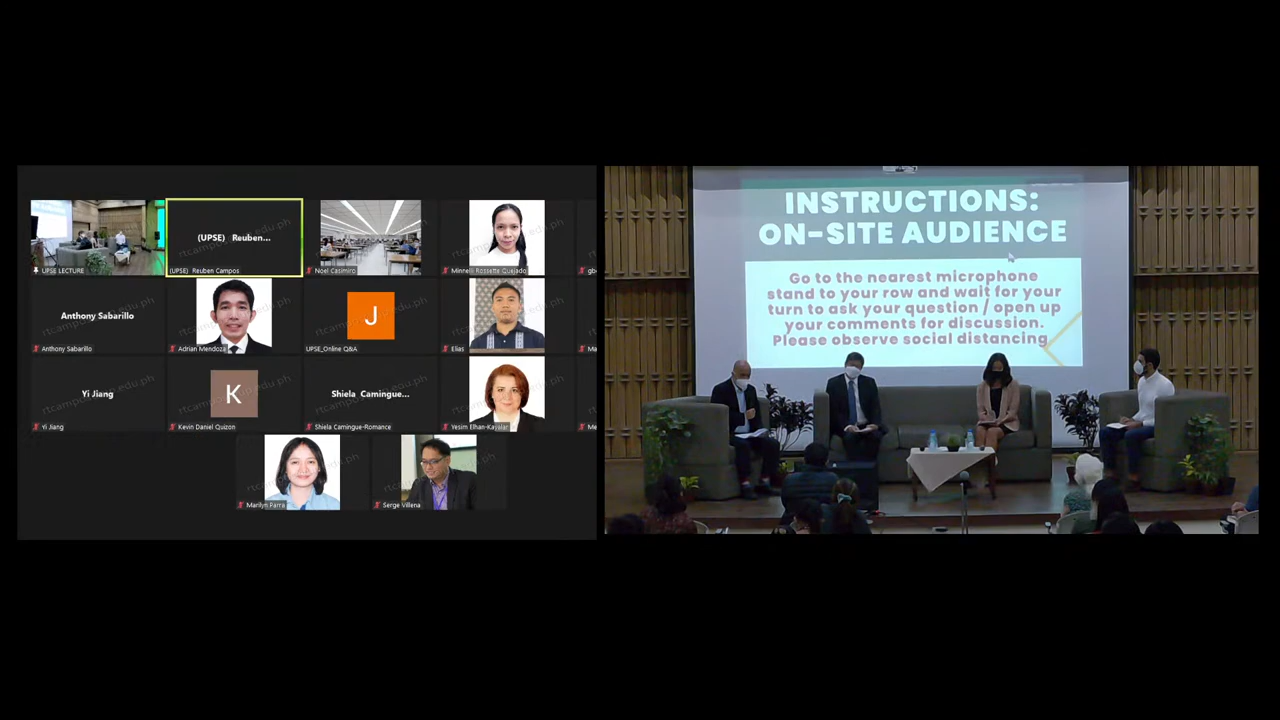 (UPSE) Reuben...
UPSE LECTURE
(UPSE) Reuben Campos
Noel Casimiro
Minnelli Rossette Quejado
Anthony Sabarillo
Anthony Sabarillo
Adrian Mendoza
J
UPSE_Online Q&A
Elias
Yi Jiang
Yi Jiang
K
Kevin Daniel Quizon
Shiela Camingue...
Shiela Camingue-Romance
Yesim Elhan-Kayalar
Marilyn Parra
Serge Villena
INSTRUCTIONS:
ON-SITE AUDIENCE
Go to the nearest microphone
stand to your row and wait for your
turn to ask your question / open up
your comments for discussion.
Please observe social distancing